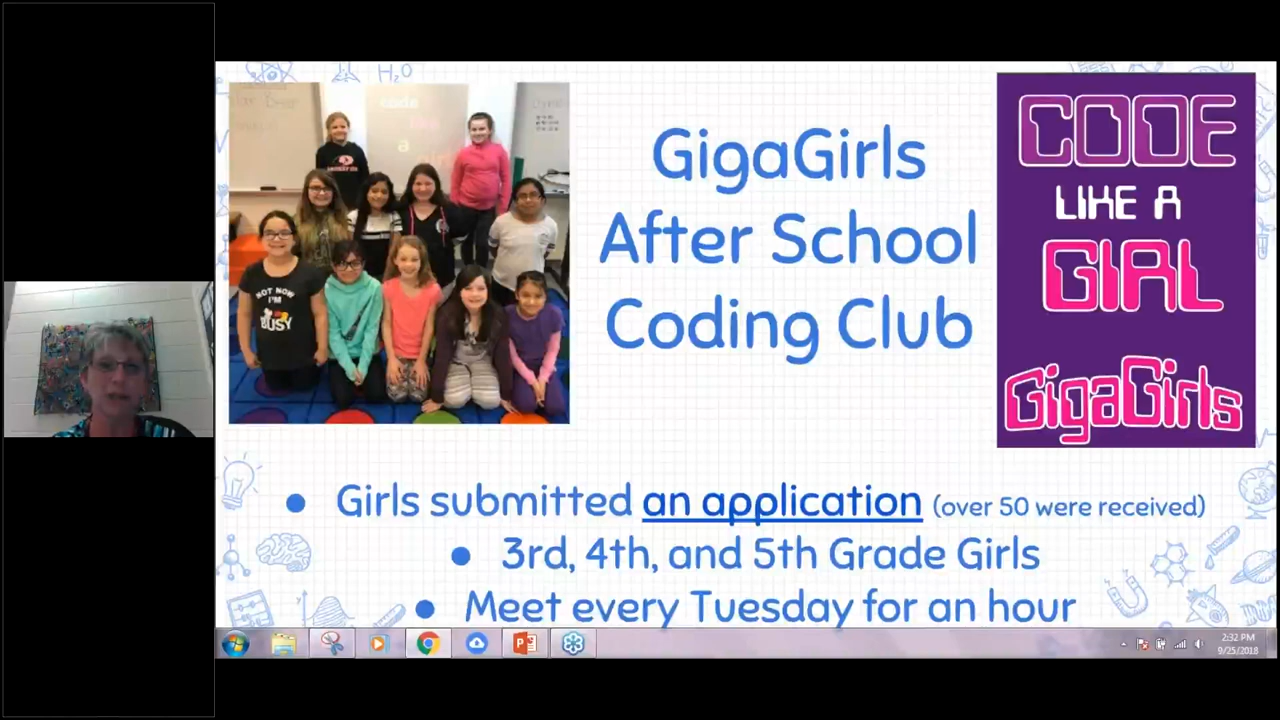 H₂O
GigaGirls
After School
Coding Club
CODE
LIKE A
GIRL
GigaGirls
code
a
NOT NOW
I'M
BUSY
● Girls submitted an application (over 50 were received)
● 3rd, 4th, and 5th Grade Girls
● Meet every Tuesday for an hour
2:32 PM
9/25/2018